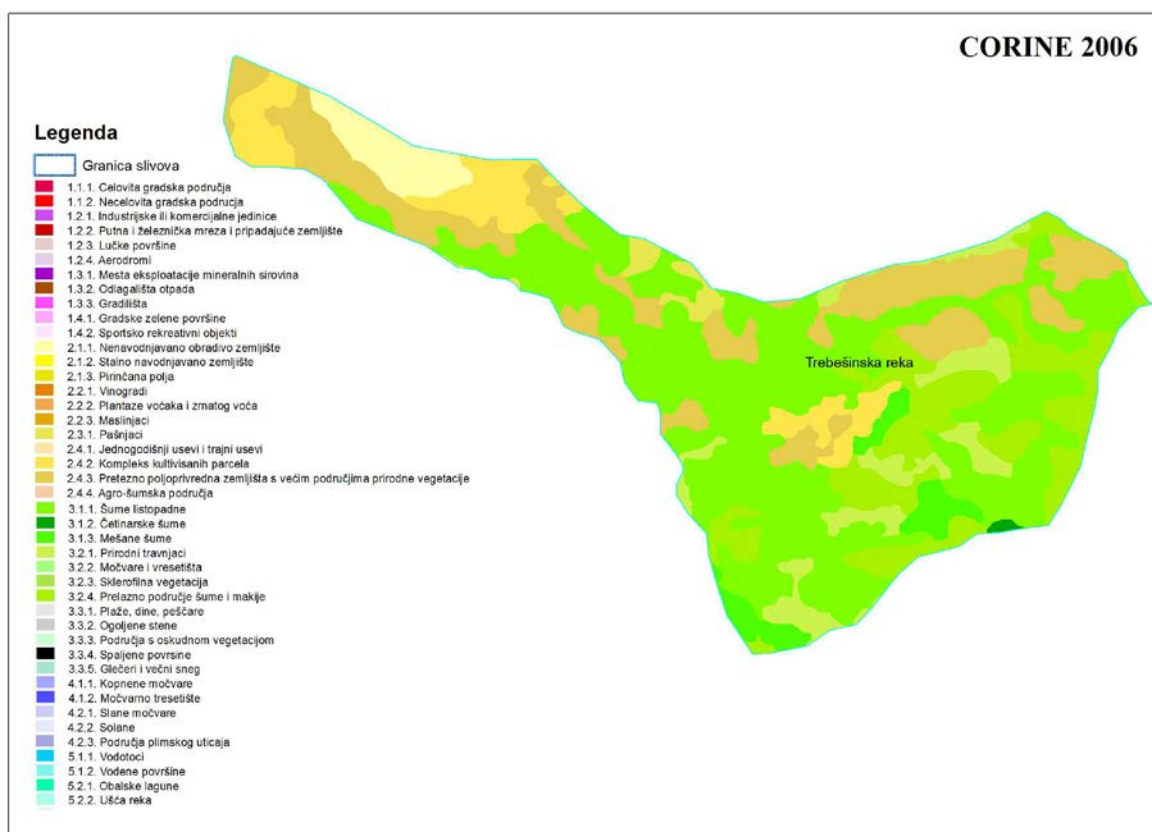 CORINE 2006
Legenda
Granica slivova
1.1.1. Celovita gradska područja
1.1.2. Necelovita gradska područja
1.2.1. Industrijske ili komercijalne jedinice
1.2.2. Putna i železnička mreza i pripadajuće zemljište
1.2.3. Lučke površine
1.2.4. Aerodromi
1.3.1. Mesta eksploatacije mineralnih sirovina
1.3.2. Odlagališta otpada
1.3.3. Gradilišta
1.4.1. Gradske zelene površine
1.4.2. Sportsko rekreativni objekti
2.1.1. Nenavodnjavano obradivo zemljište
2.1.2. Stalno navodnjavano zemljište
2.1.3. Pirinčana polja
2.2.1. Vinogradi
2.2.2. Plantaze voćaka i zrnatog voća
2.2.3. Maslinjaci
2.3.1. Pašnjaci
2.4.1. Jednogodišnji usevi i trajni usevi
2.4.2. Kompleks kultivisanih parcela
2.4.3. Pretezno poljoprivredna zemljišta s većim područjima prirodne vegetacije
2.4.4. Agro-šumska područja
3.1.1. Šume listopadne
3.1.2. Četinarske šume
3.1.3. Mešane šume
3.2.1. Prirodni travnjaci
3.2.2. Močvare i vresetišta
3.2.3. Sklerofilna vegetacija
3.2.4. Prelazno područje šume i makije
3.3.1. Plaže, dine, peščare
3.3.2. Ogoljene stene
3.3.3. Područja s oskudnom vegetacijom
3.3.4. Spaljene povrsine
3.3.5. Glečeri i večni sneg
4.1.1. Kopnene močvare
4.1.2. Močvarno tresetište
4.2.1. Slane močvare
4.2.2. Solane
4.2.3. Područja plimskog uticaja
5.1.1. Vodotoci
5.1.2. Vodene površine
5.2.1. Obalske lagune
5.2.2. Ušća reka
Trebešinska reka